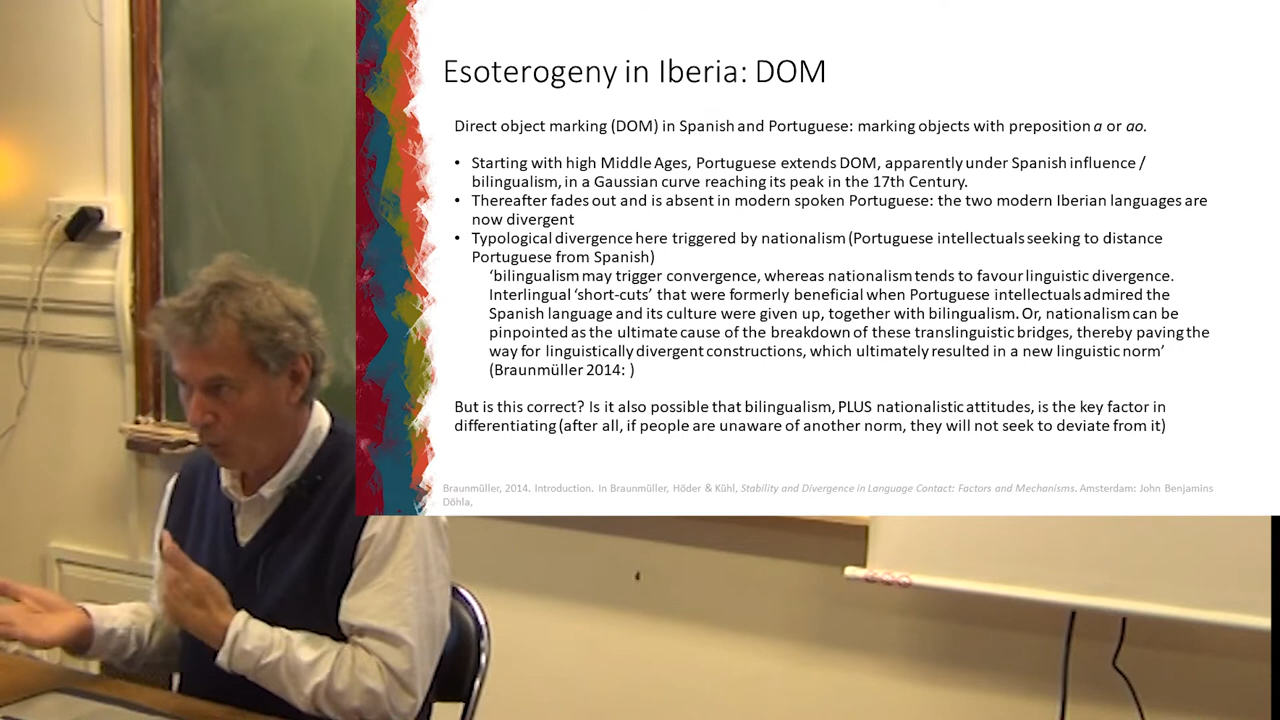 Esoterogeny in Iberia: DOM
Direct object marking (DOM) in Spanish and Portuguese: marking objects with preposition a or ao.
• Starting with high Middle Ages, Portuguese extends DOM, apparently under Spanish influence /
bilingualism, in a Gaussian curve reaching its peak in the 17th Century.
• Thereafter fades out and is absent in modern spoken Portuguese: the two modern Iberian languages are
now divergent
• Typological divergence here triggered by nationalism (Portuguese intellectuals seeking to distance
Portuguese from Spanish)
‘bilingualism may trigger convergence, whereas nationalism tends to favour linguistic divergence.
Interlingual ‘short-cuts’ that were formerly beneficial when Portuguese intellectuals admired the
Spanish language and its culture were given up, together with bilingualism. Or, nationalism can be
pinpointed as the ultimate cause of the breakdown of these translinguistic bridges, thereby paving the
way for linguistically divergent constructions, which ultimately resulted in a new linguistic norm’
(Braunmüller 2014: )
But is this correct? Is it also possible that bilingualism, PLUS nationalistic attitudes, is the key factor in
differentiating (after all, if people are unaware of another norm, they will not seek to deviate from it)
Braunmüller, 2014. Introduction. In Braunmüller, Höder & Kühl, Stability and Divergence in Language Contact: Factors and Mechanisms. Amsterdam: John Benjamins
Döhla,